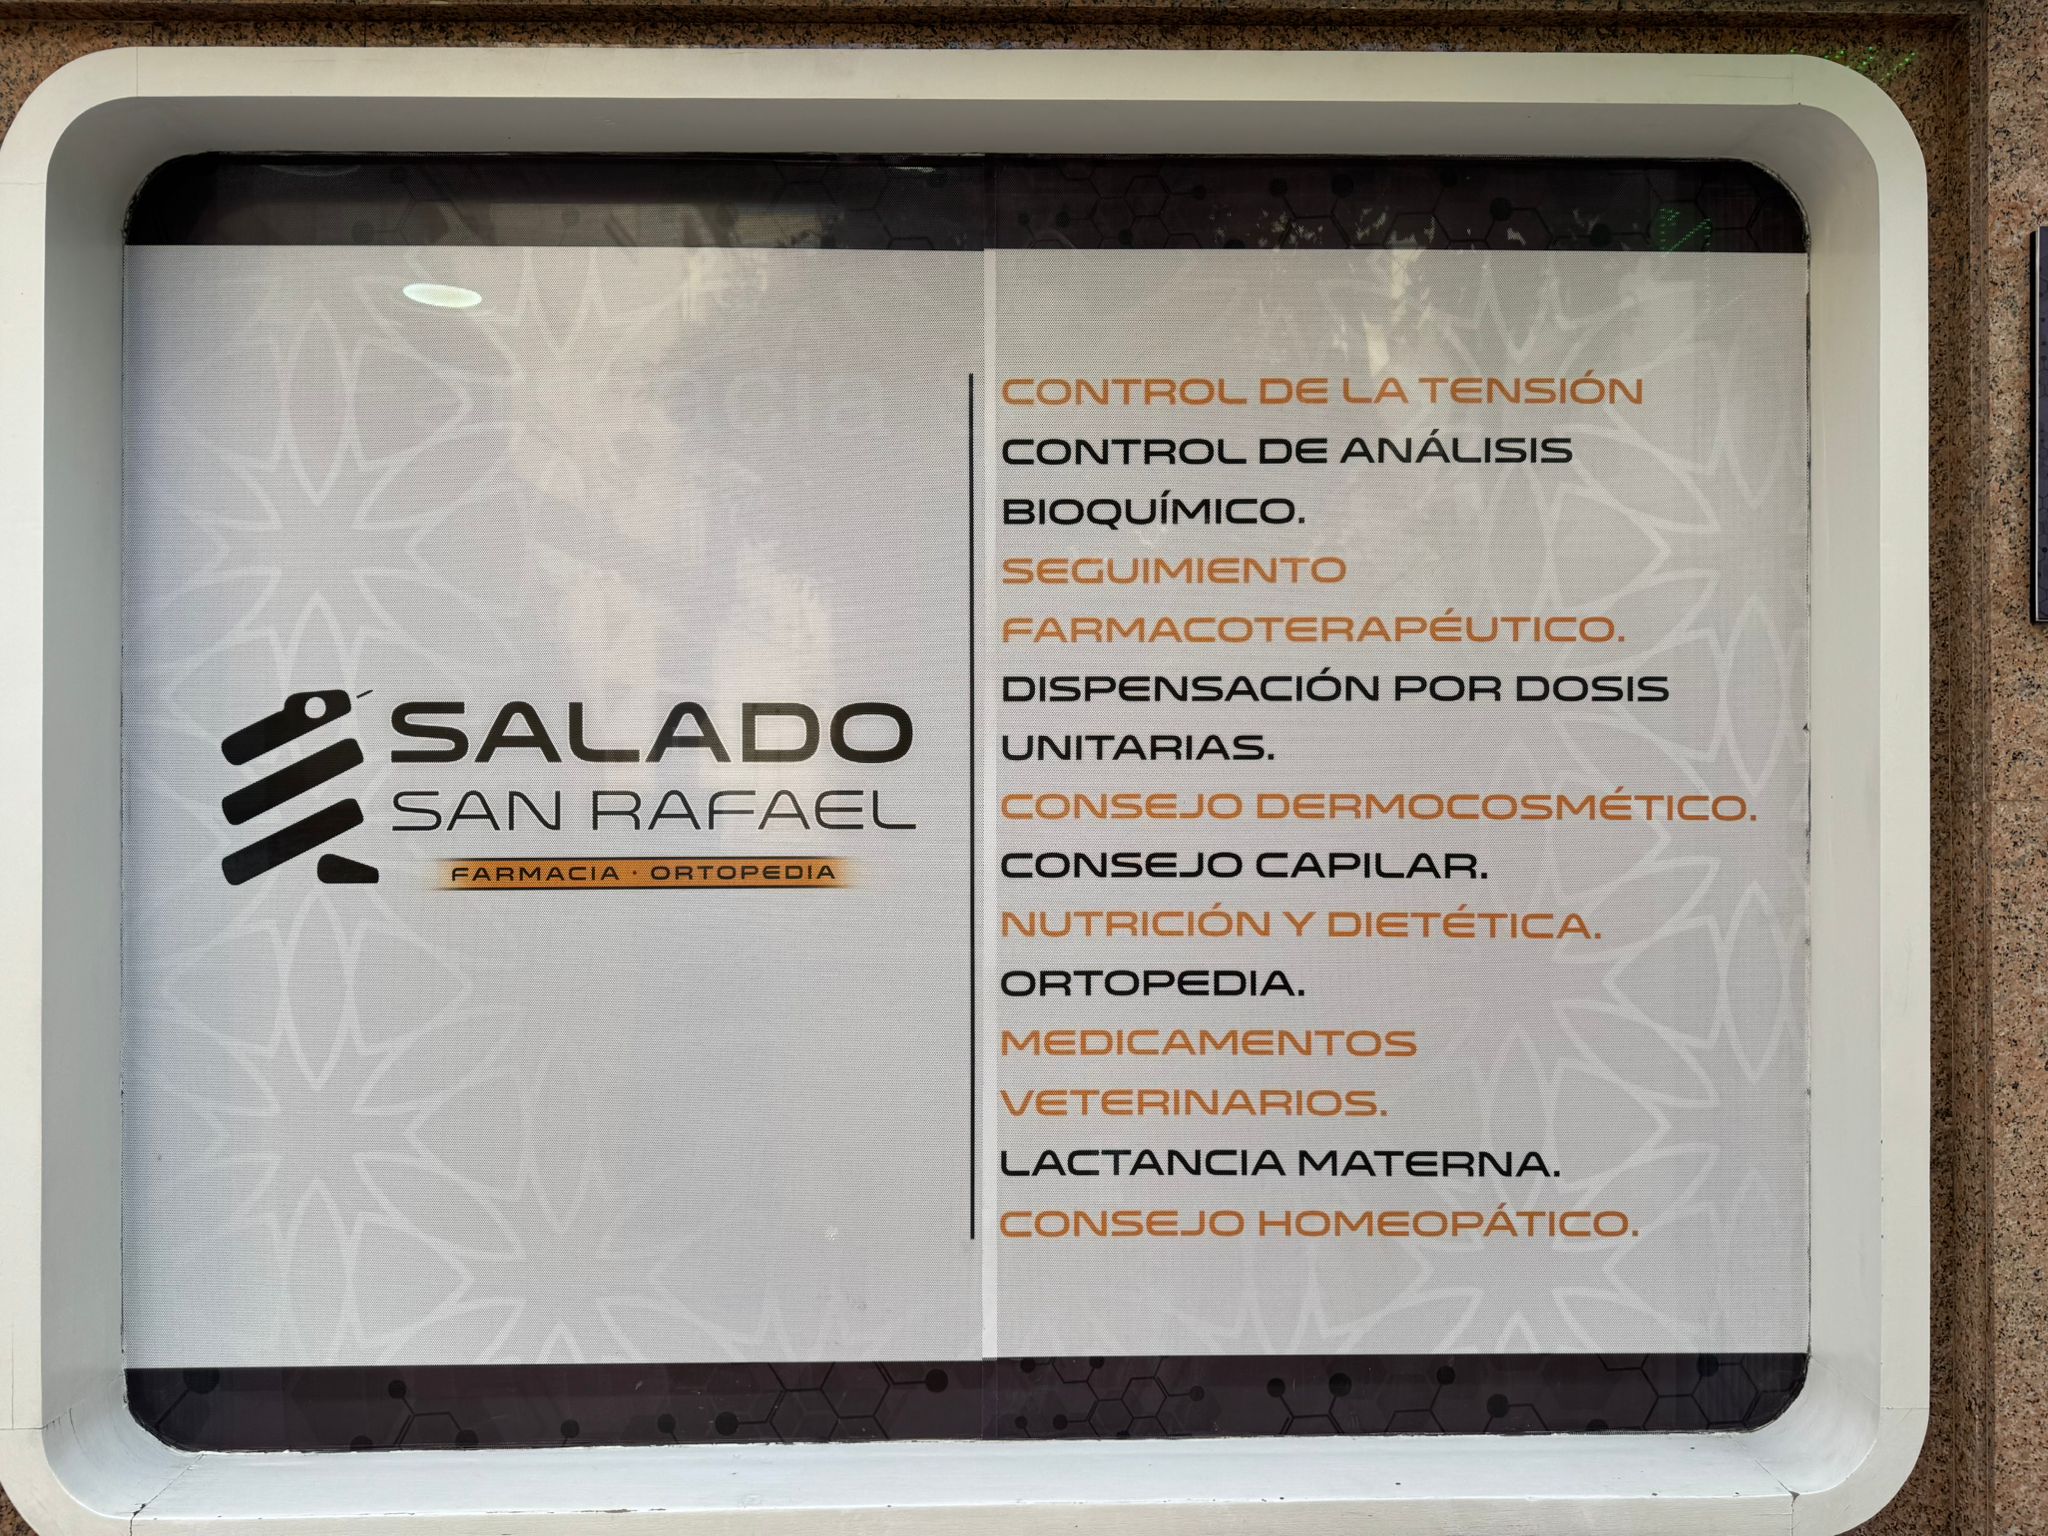 SALADO
SAN RAFAEL
FARMACIA · ORTOPEDIA
CONTROL DE LA TENSIÓN
CONTROL DE ANÁLISIS
BIOQUÍMICO.
SEGUIMIENTO
FARMACOTERAPÉUTICO.
DISPENSACIÓN POR DOSIS
UNITARIAS.
CONSEJO DERMOCOSMÉTICO.
CONSEJO CAPILAR.
NUTRICIÓN Y DIETÉTICA.
ORTOPEDIA.
MEDICAMENTOS
VETERINARIOS.
LACTANCIA MATERNA.
CONSEJO HOMEOPÁTICO.